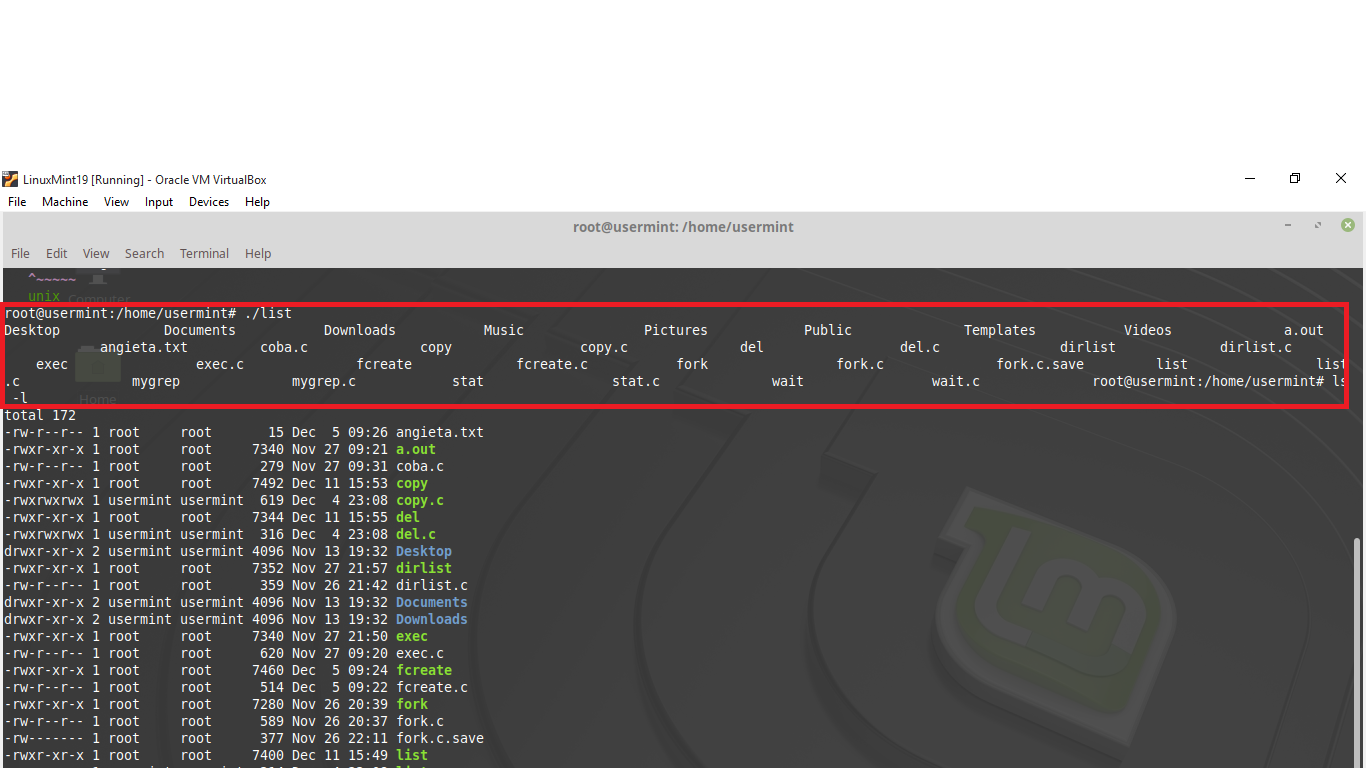 LinuxMint19 [Running] - Oracle VM VirtualBox
File Machine View Input Devices Help
root@usermint: /home/usermint
File Edit View Search Terminal Help
^~~~~~
unix
Computer
root@usermint:/home/usermint# ./list
Desktop Documents Downloads Music Pictures Public Templates Videos a.out
angieta.txt coba.c copy copy.c del del.c dirlist dirlist.c
exec exec.c fcreate fcreate.c fork fork.c fork.c.save list list
.c mygrep mygrep.c stat stat.c wait wait.c root@usermint:/home/usermint# ls
-l
Home
total 172
-rw-r--r-- 1 root root 15 Dec 5 09:26 angieta.txt
-rwxr-xr-x 1 root root 7340 Nov 27 09:21 a.out
-rw-r--r-- 1 root root 279 Nov 27 09:31 coba.c
-rwxr-xr-x 1 root root 7492 Dec 11 15:53 copy
-rwxrwxrwx 1 usermint usermint 619 Dec 4 23:08 copy.c
-rwxr-xr-x 1 root root 7344 Dec 11 15:55 del
-rwxrwxrwx 1 usermint usermint 316 Dec 4 23:08 del.c
drwxr-xr-x 2 usermint usermint 4096 Nov 13 19:32 Desktop
-rwxr-xr-x 1 root root 7352 Nov 27 21:57 dirlist
-rw-r--r-- 1 root root 359 Nov 26 21:42 dirlist.c
drwxr-xr-x 2 usermint usermint 4096 Nov 13 19:32 Documents
drwxr-xr-x 2 usermint usermint 4096 Nov 13 19:32 Downloads
-rwxr-xr-x 1 root root 7340 Nov 27 21:50 exec
-rw-r--r-- 1 root root 620 Nov 27 09:20 exec.c
-rwxr-xr-x 1 root root 7460 Dec 5 09:24 fcreate
-rw-r--r-- 1 root root 514 Dec 5 09:22 fcreate.c
-rwxr-xr-x 1 root root 7280 Nov 26 20:39 fork
-rw-r--r-- 1 root root 589 Nov 26 20:37 fork.c
-rw------- 1 root root 377 Nov 26 22:11 fork.c.save
-rwxr-xr-x 1 root root 7400 Dec 11 15:49 list